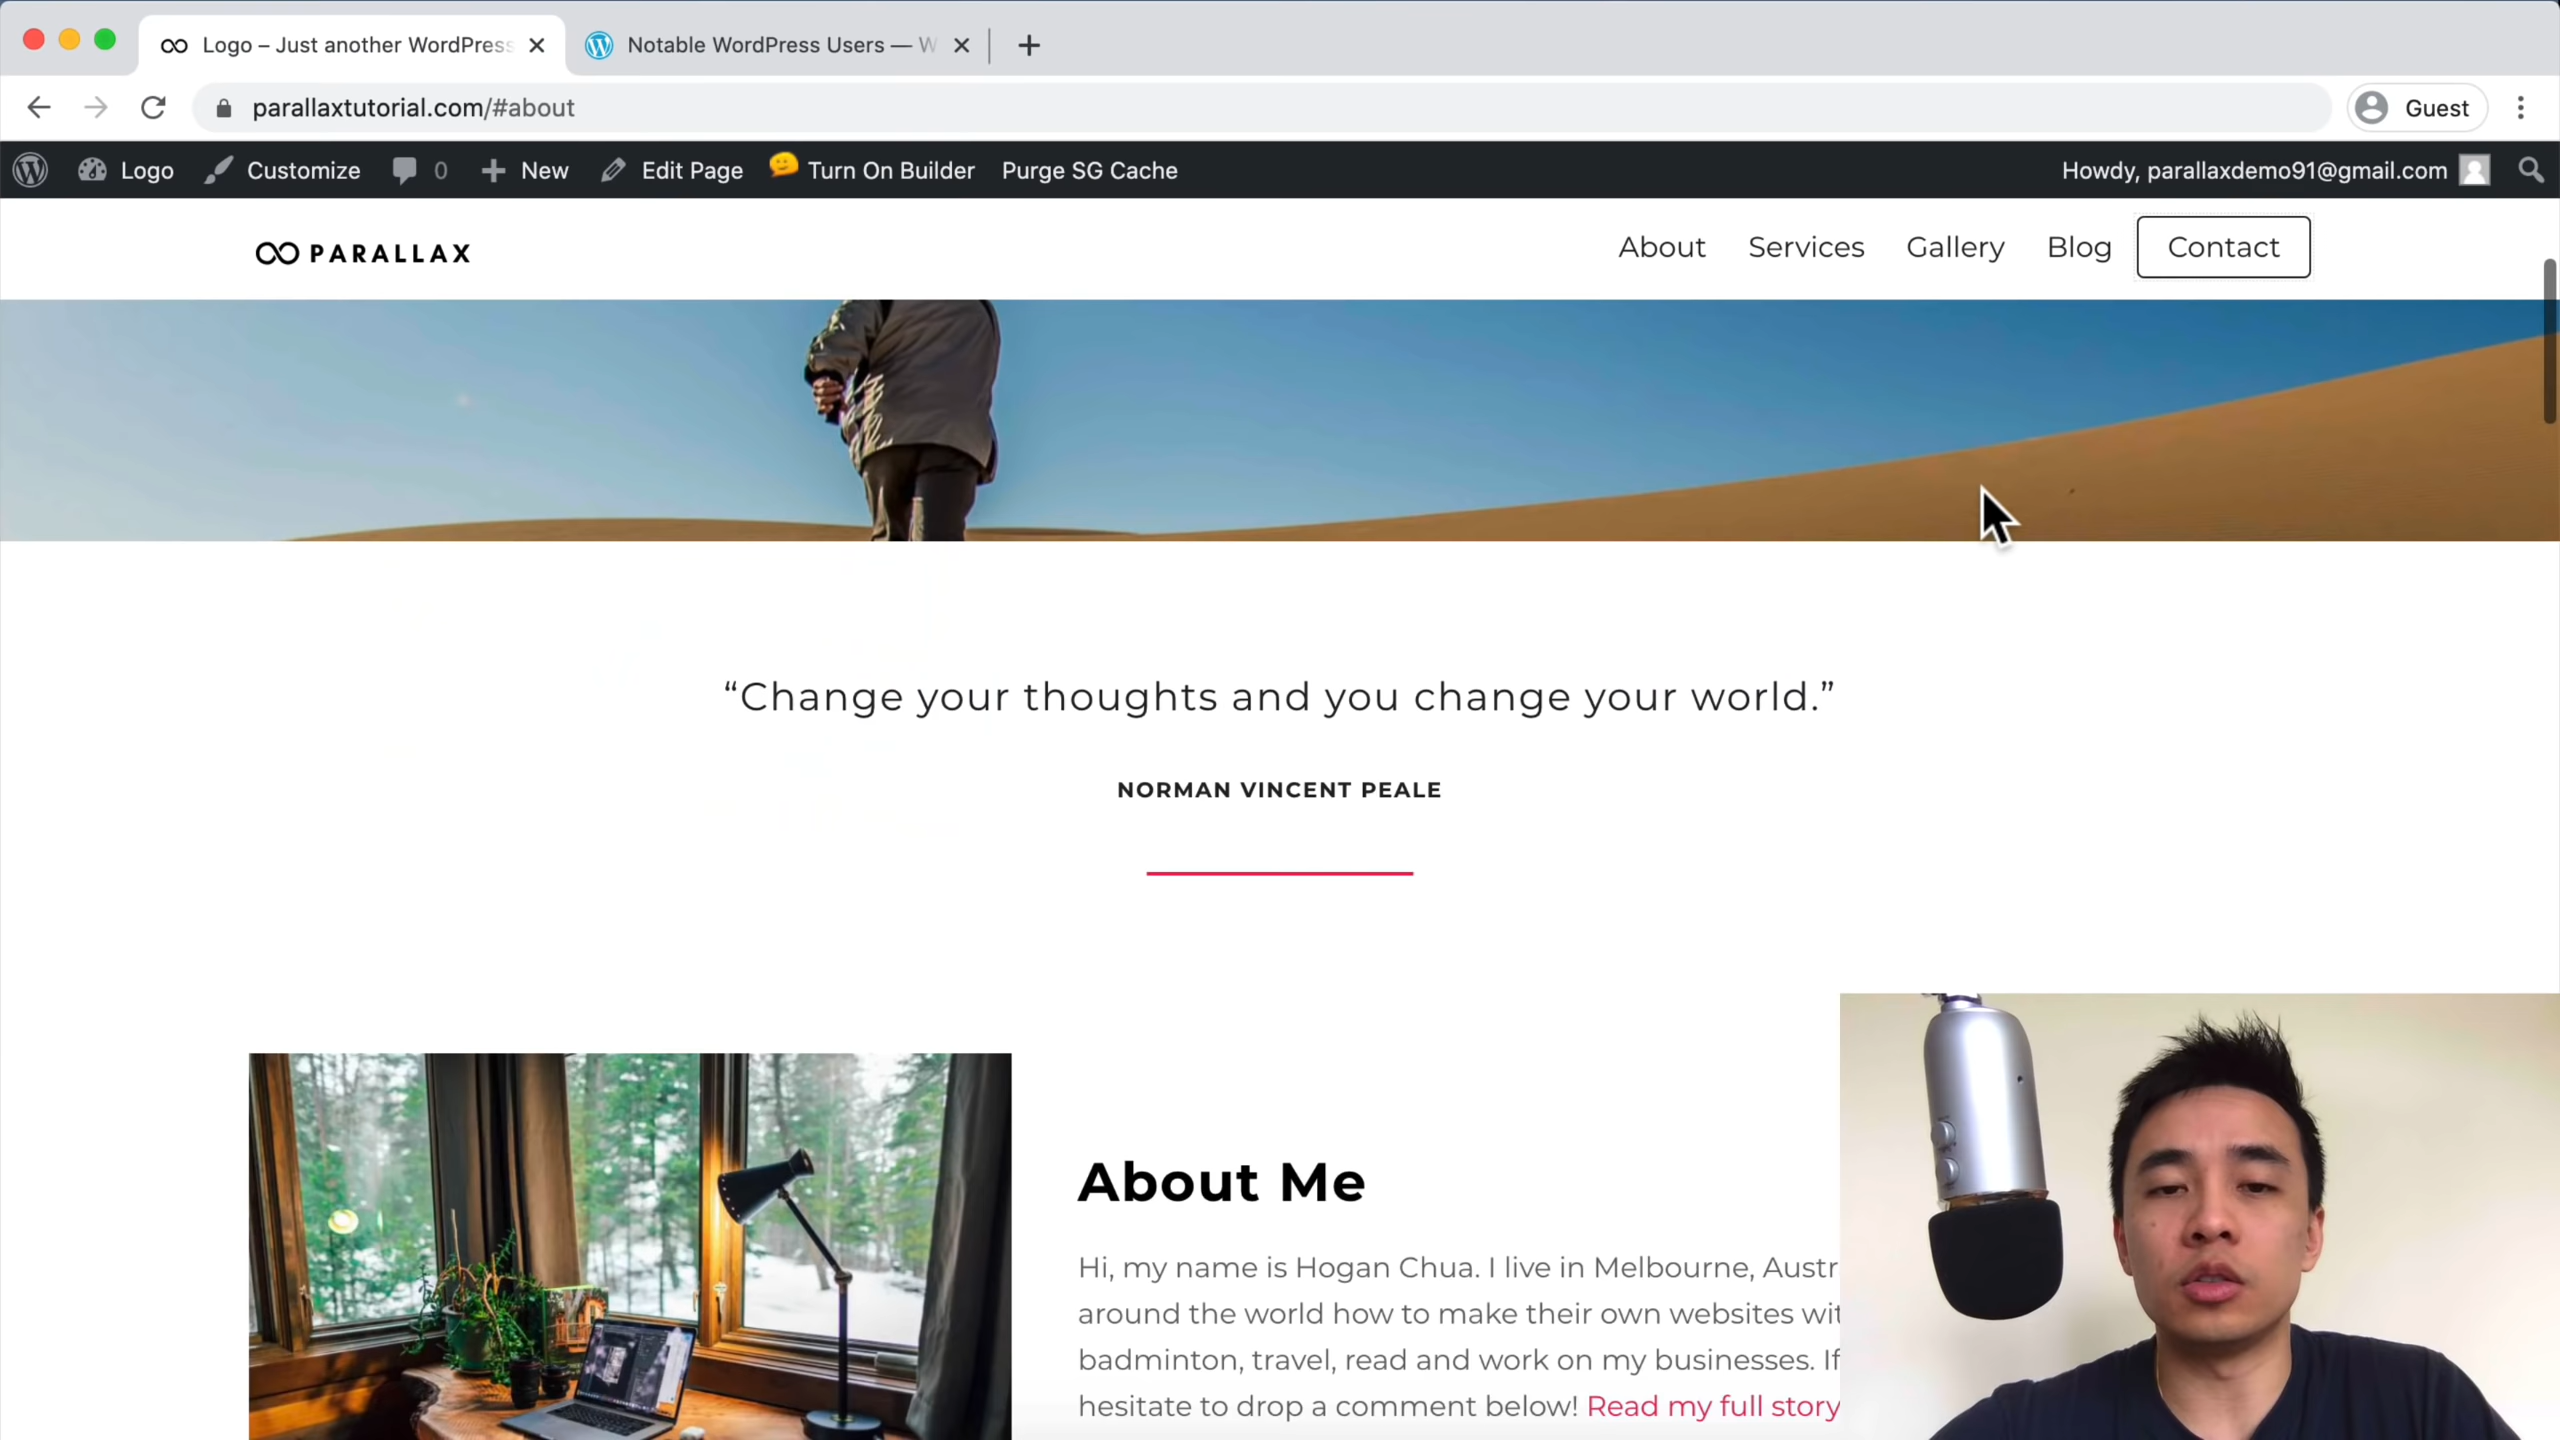 Logo – Just another WordPress
Notable WordPress Users — W
parallaxtutorial.com/#about
Guest
Logo
Customize
0
New
Edit Page
Turn On Builder
Purge SG Cache
Howdy, parallaxdemo91@gmail.com
PARALLAX
About
Services
Gallery
Blog
Contact
“Change your thoughts and you change your world.”
NORMAN VINCENT PEALE
About Me
Hi, my name is Hogan Chua. I live in Melbourne, Austr
around the world how to make their own websites wit
badminton, travel, read and work on my businesses. If
hesitate to drop a comment below! Read my full story